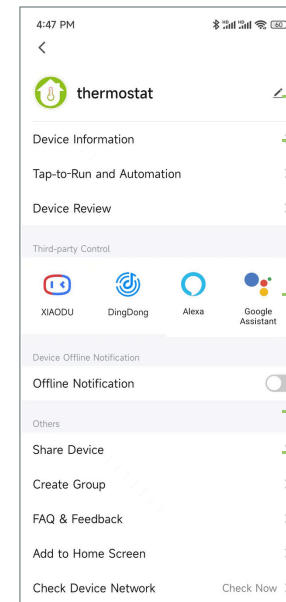 4:47 PM
60
thermostat
Device Information
Tap-to-Run and Automation
Device Review
Third-party Control
XIAODU
DingDong
Alexa
Google
Assistant
Device Offline Notification
Offline Notification
Others
Share Device
Create Group
FAQ & Feedback
Add to Home Screen
Check Device Network Check Now